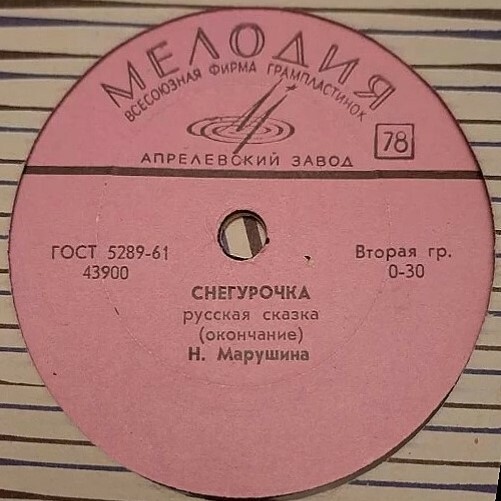 МЕЛОДИЯ
ВСЕСОЮЗНАЯ ФИРМА ГРАМПЛАСТИНОК
АПРЕЛЕВСКИЙ ЗАВОД
78
ГОСТ 5289-61
43900
Вторая гр.
0-30
СНЕГУРОЧКА
русская сказка
(окончание)
Н. Марушина